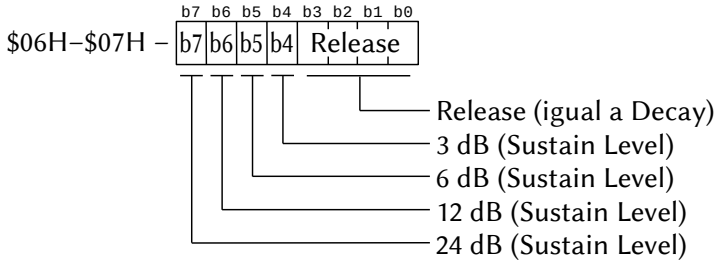 b7 b6 b5 b4 b3 b2 b1 b0
$06H–$07H – b7 b6 b5 b4 Release
Release (igual a Decay)
3 dB (Sustain Level)
6 dB (Sustain Level)
12 dB (Sustain Level)
24 dB (Sustain Level)